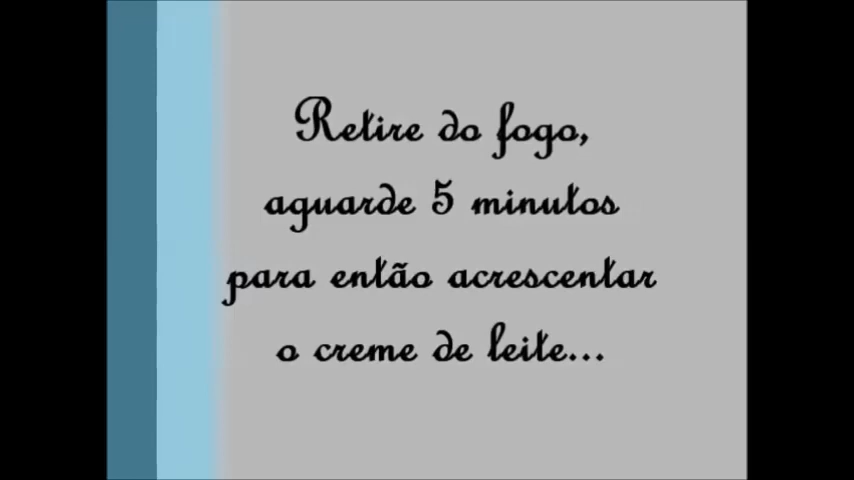 Retire do fogo,
aguarde 5 minutos
para então acrescentar
o creme de leite...